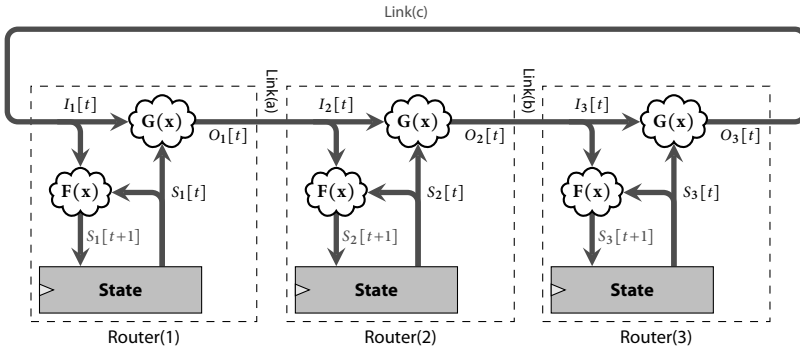 Link(c)
Link(a)
Link(b)
I₁[t]
G(x)
O₁[t]
F(x)
S₁[t]
S₁[t+1]
State
Router(1)
I₂[t]
G(x)
O₂[t]
F(x)
S₂[t]
S₂[t+1]
State
Router(2)
I₃[t]
G(x)
O₃[t]
F(x)
S₃[t]
S₃[t+1]
State
Router(3)